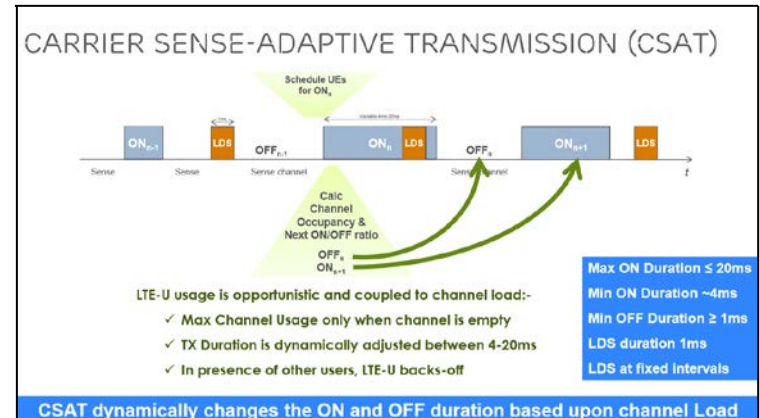 CARRIER SENSE-ADAPTIVE TRANSMISSION (CSAT)
Schedule UEs
for ONn
Variable time 20ms
ONn-1
LDS
OFFn-1
ONn
LDS
OFFn
ONn+1
LDS
Sense
Sense
Sense channel
t
Calc
Channel
Occupancy &
Next ON/OFF ratio
OFFn
ONn+1
LTE-U usage is opportunistic and coupled to channel load:-
✓ Max Channel Usage only when channel is empty
✓ TX Duration is dynamically adjusted between 4-20ms
✓ In presence of other users, LTE-U backs-off
Max ON Duration ≤ 20ms
Min ON Duration ~4ms
Min OFF Duration ≥ 1ms
LDS duration 1ms
LDS at fixed intervals
CSAT dynamically changes the ON and OFF duration based upon channel Load